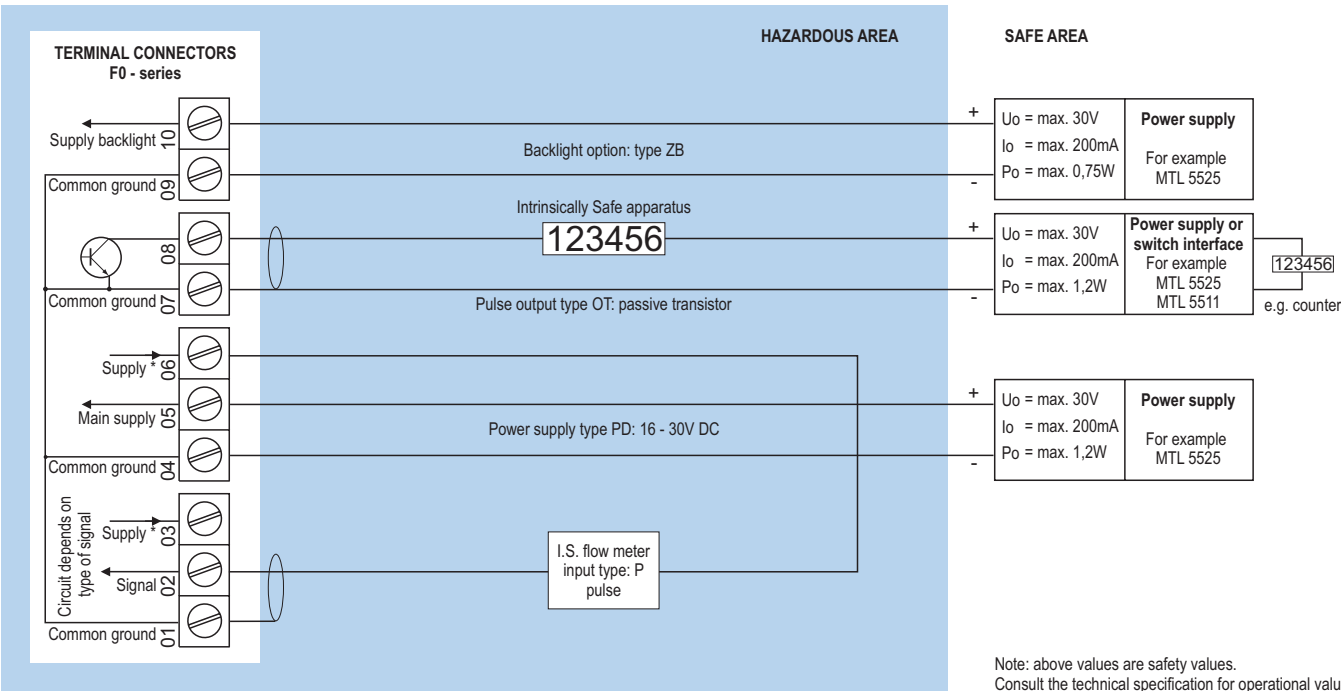 HAZARDOUS AREA
SAFE AREA
TERMINAL CONNECTORS
F0 - series
Supply backlight
10
Common ground
09
08
Common ground
07
Supply *
06
Main supply
05
Common ground
04
Circuit depends on
type of signal
Supply *
03
Signal
02
Common ground
01
Backlight option: type ZB
Intrinsically Safe apparatus
123456
Pulse output type OT: passive transistor
Power supply type PD: 16 - 30V DC
I.S. flow meter
input type: P
pulse
+
-
Uo = max. 30V
Io = max. 200mA
Po = max. 0,75W
Power supply
For example
MTL 5525
+
-
Uo = max. 30V
Io = max. 200mA
Po = max. 1,2W
Power supply or
switch interface
For example
MTL 5525
MTL 5511
123456
e.g. counter
+
-
Uo = max. 30V
Io = max. 200mA
Po = max. 1,2W
Power supply
For example
MTL 5525
Note: above values are safety values.
Consult the technical specification for operational valu